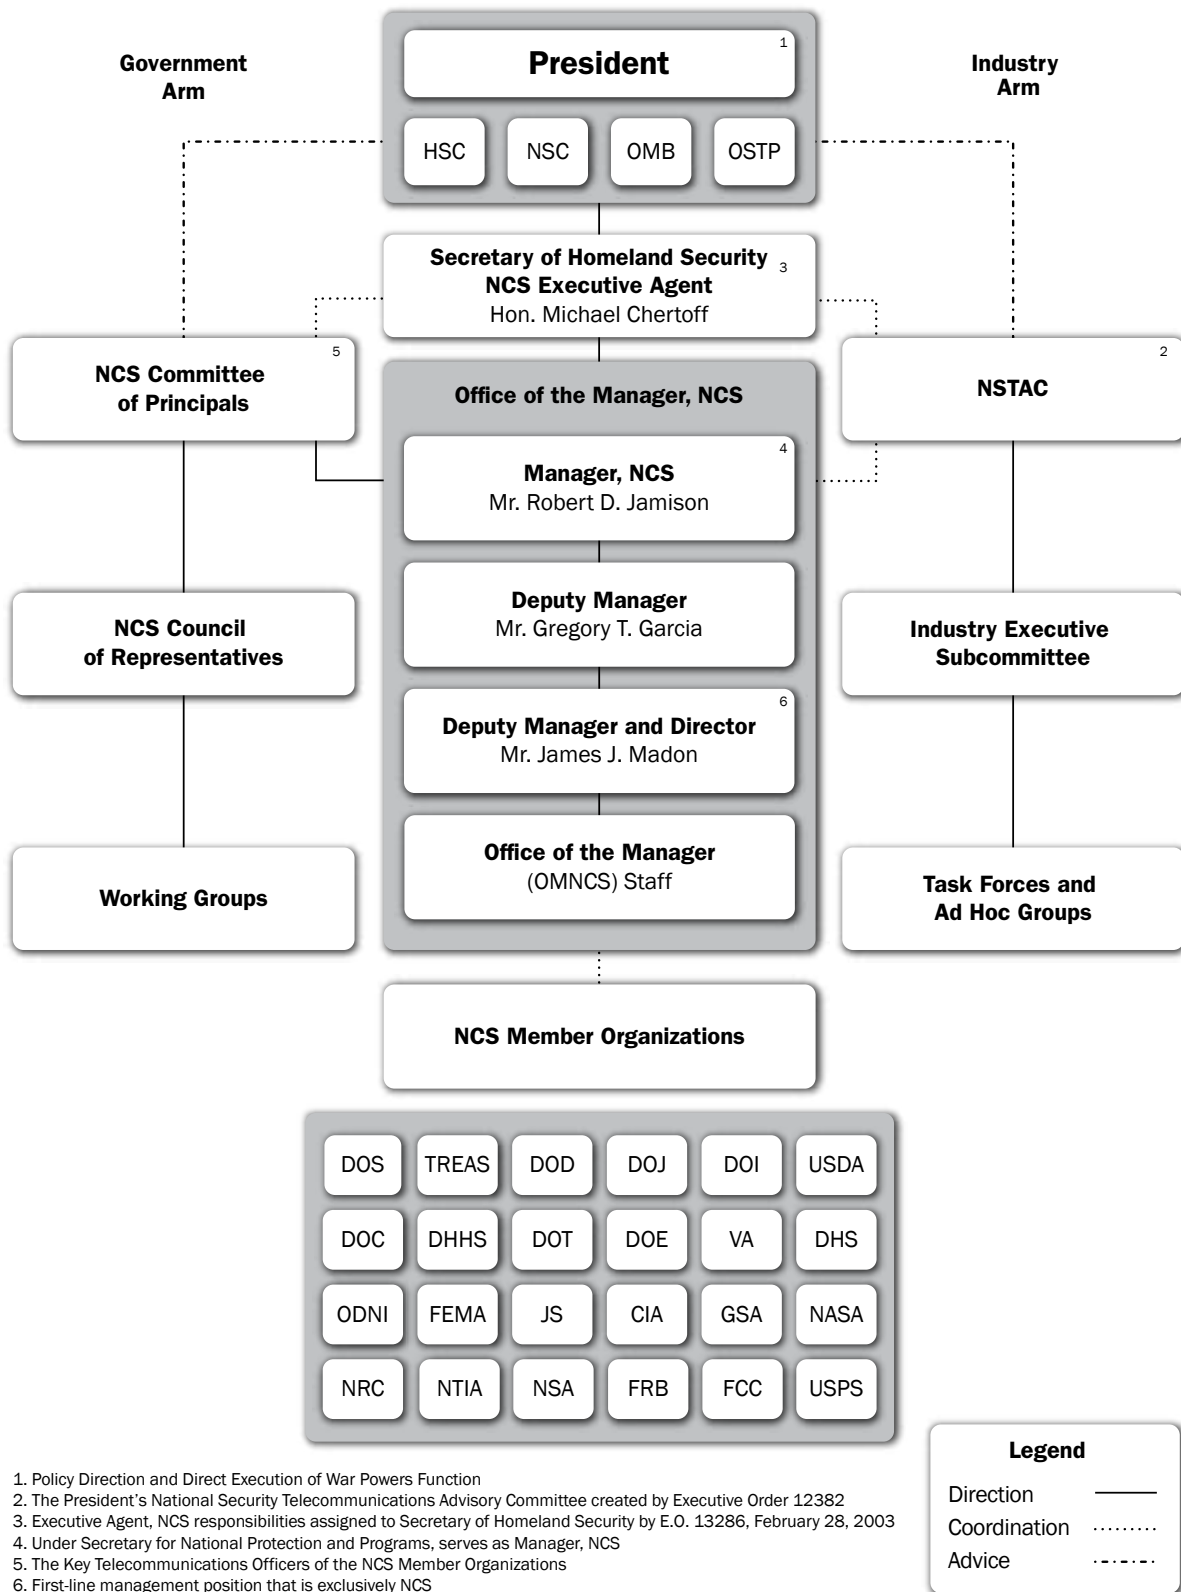 Government
Arm
President
1
Industry
Arm
HSC
NSC
OMB
OSTP
Secretary of Homeland Security
NCS Executive Agent
3
Hon. Michael Chertoff
NCS Committee
of Principals
5
Office of the Manager, NCS
NSTAC
2
Manager, NCS
4
Mr. Robert D. Jamison
Deputy Manager
Mr. Gregory T. Garcia
NCS Council
of Representatives
Industry Executive
Subcommittee
Deputy Manager and Director
6
Mr. James J. Madon
Office of the Manager
(OMNCS) Staff
Working Groups
Task Forces and
Ad Hoc Groups
NCS Member Organizations
DOS TREAS DOD DOJ DOI USDA
DOC DHHS DOT DOE VA DHS
ODNI FEMA JS CIA GSA NASA
NRC NTIA NSA FRB FCC USPS
1. Policy Direction and Direct Execution of War Powers Function
2. The President's National Security Telecommunications Advisory Committee created by Executive Order 12382
3. Executive Agent, NCS responsibilities assigned to Secretary of Homeland Security by E.O. 13286, February 28, 2003
4. Under Secretary for National Protection and Programs, serves as Manager, NCS
5. The Key Telecommunications Officers of the NCS Member Organizations
6. First-line management position that is exclusively NCS
Legend
Direction
Coordination
Advice